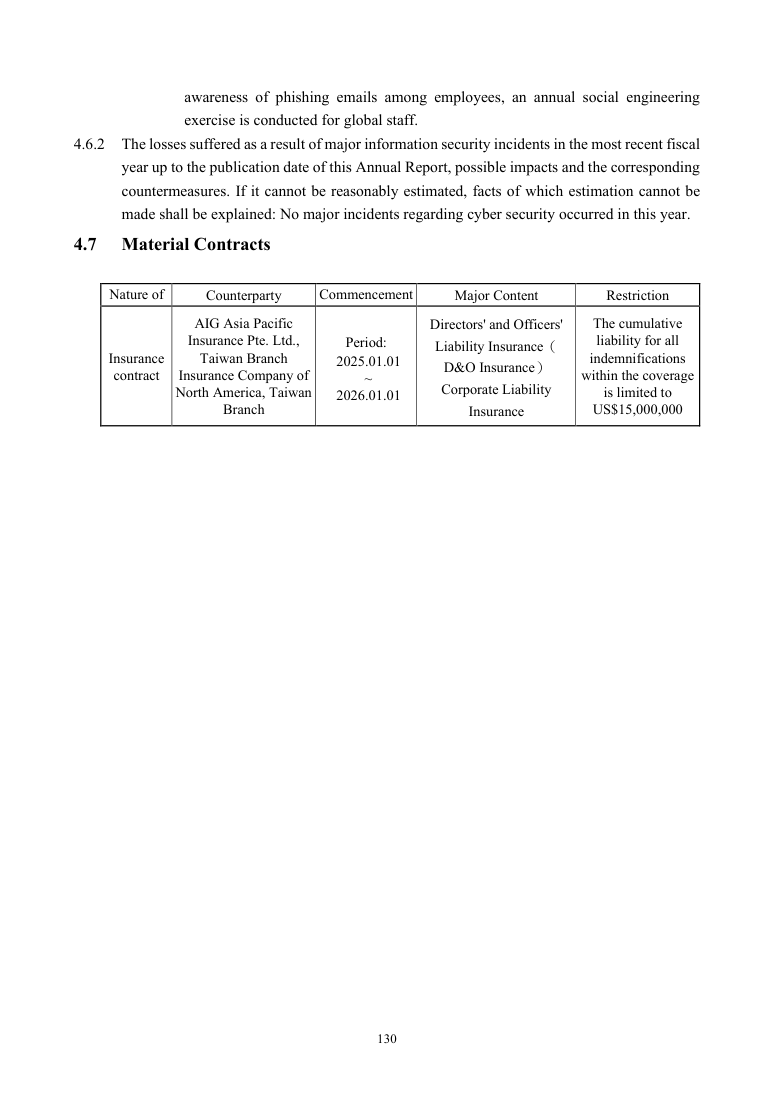 awareness of phishing emails among employees, an annual social engineering
exercise is conducted for global staff.
4.6.2 The losses suffered as a result of major information security incidents in the most recent fiscal
year up to the publication date of this Annual Report, possible impacts and the corresponding
countermeasures. If it cannot be reasonably estimated, facts of which estimation cannot be
made shall be explained: No major incidents regarding cyber security occurred in this year.
4.7 Material Contracts
Nature of Counterparty Commencement Major Content Restriction
Insurance
contract
AIG Asia Pacific
Insurance Pte. Ltd.,
Taiwan Branch
Insurance Company of
North America, Taiwan
Branch
Period:
2025.01.01
~
2026.01.01
Directors' and Officers'
Liability Insurance（
D&O Insurance）
Corporate Liability
Insurance
The cumulative
liability for all
indemnifications
within the coverage
is limited to
US$15,000,000
130